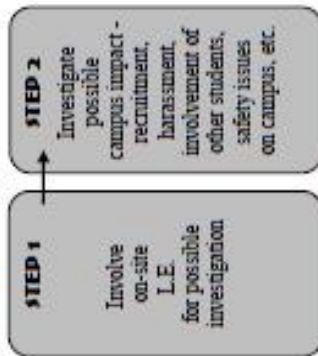 STEP 1
Involve
on-site
L.E.
for possible
investigation
STEP 2
Investigate
possible
campus impact -
recruitment,
harassment,
involvement of
other students,
safety issues
on campus, etc.